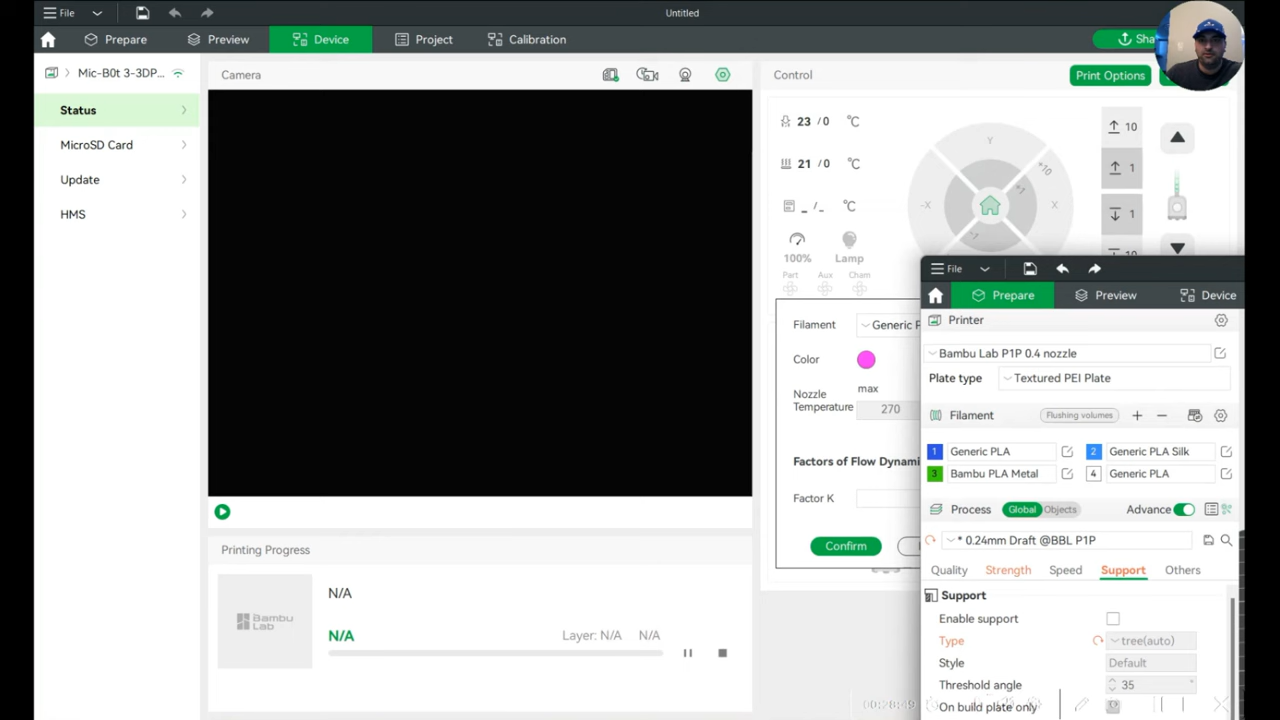 File
Untitled
Prepare
Preview
Device
Project
Calibration
Sha
Mic-B0t 3-3DP...
Status
MicroSD Card
Update
HMS
Camera
Control
Print Options
23 /0 °C
21 /0 °C
_ /_ °C
100%
Lamp
Part Aux Cham
Y
-X
X
10
1
1
Filament
Generic P
Color
max
Nozzle
Temperature
270
Factors of Flow Dynami
Factor K
Confirm
Printing Progress
Bambu
Lab
N/A
N/A
Layer: N/A N/A
File
Prepare
Preview
Device
Printer
Bambu Lab P1P 0.4 nozzle
Plate type
Textured PEI Plate
Filament
Flushing volumes
1 Generic PLA
2 Generic PLA Silk
3 Bambu PLA Metal
4 Generic PLA
Process
Global Objects
Advance
* 0.24mm Draft @BBL P1P
Quality Strength Speed Support Others
Support
Enable support
Type
tree(auto)
Style
Default
Threshold angle
35 °
On build plate only
00:28:49